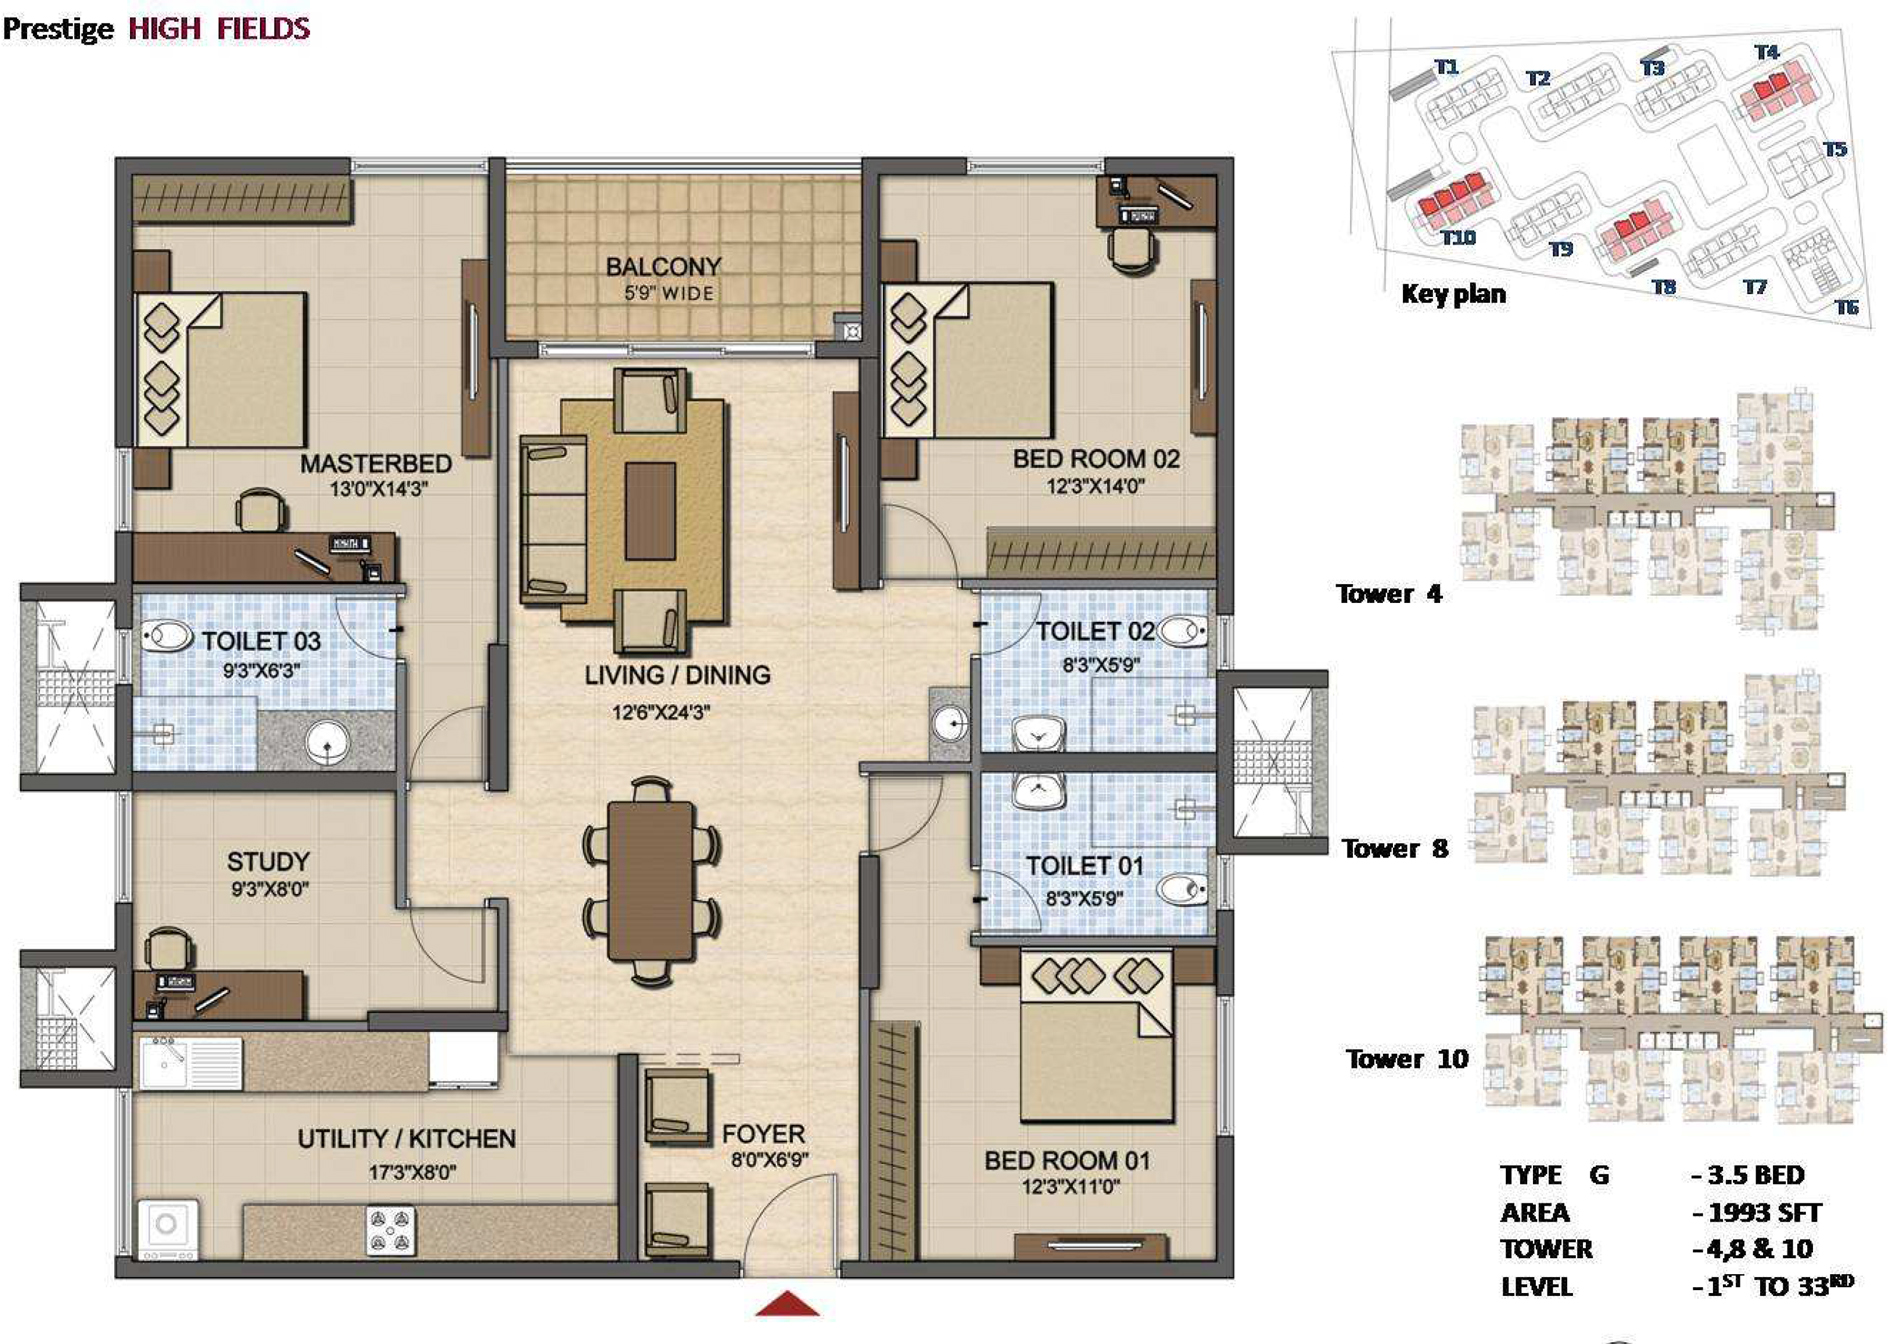 Prestige HIGH FIELDS
T1
T2
T3
T4
T5
T10
T9
T8
T7
T6
Key plan
BALCONY
5'9" WIDE
MASTERBED
13'0"X14'3"
BED ROOM 02
12'3"X14'0"
TOILET 03
9'3"X6'3"
LIVING / DINING
12'6"X24'3"
TOILET 02
8'3"X5'9"
STUDY
9'3"X8'0"
TOILET 01
8'3"X5'9"
UTILITY / KITCHEN
17'3"X8'0"
FOYER
8'0"X6'9"
BED ROOM 01
12'3"X11'0"
Tower 4
Tower 8
Tower 10
TYPE G - 3.5 BED
AREA - 1993 SFT
TOWER - 4,8 & 10
LEVEL - 1ST TO 33RD